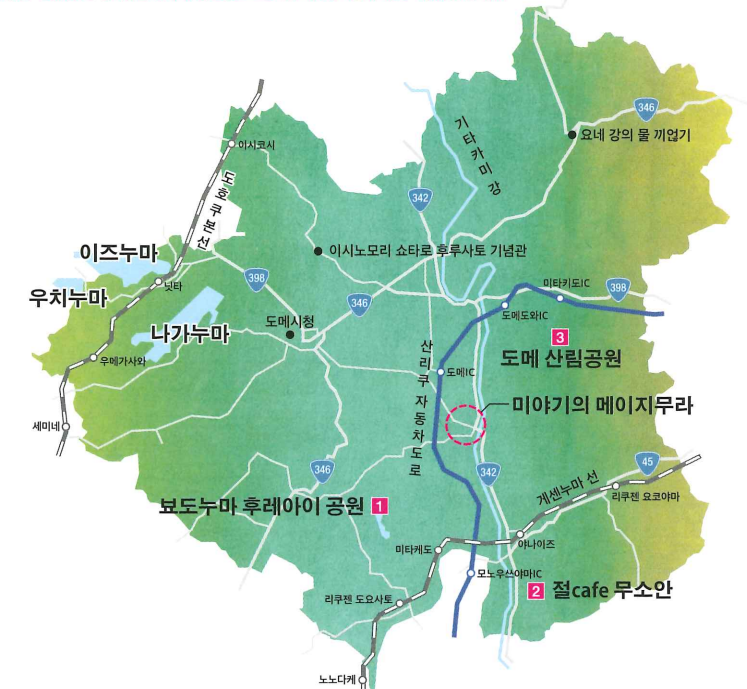 346
기타카미 강
요네 강의 물 끼얹기
이시코시
도호쿠본선
342
이즈누마
이시노모리 쇼타로 후루사토 기념관
398
닛타
우치누마
346
미타키도IC
398
나가누마
도메시청
도메도와IC
3
도메 산림공원
우메가사와
산리쿠 자동차도로
도메IC
미야기의 메이지무라
세미네
346
342
45
게센누마 선
리쿠젠 요코야마
뵤도누마 후레아이 공원
1
미타케도
야나이즈
모노우쓰야마IC
2
절cafe 무소안
리쿠젠 도요사토
노노다케